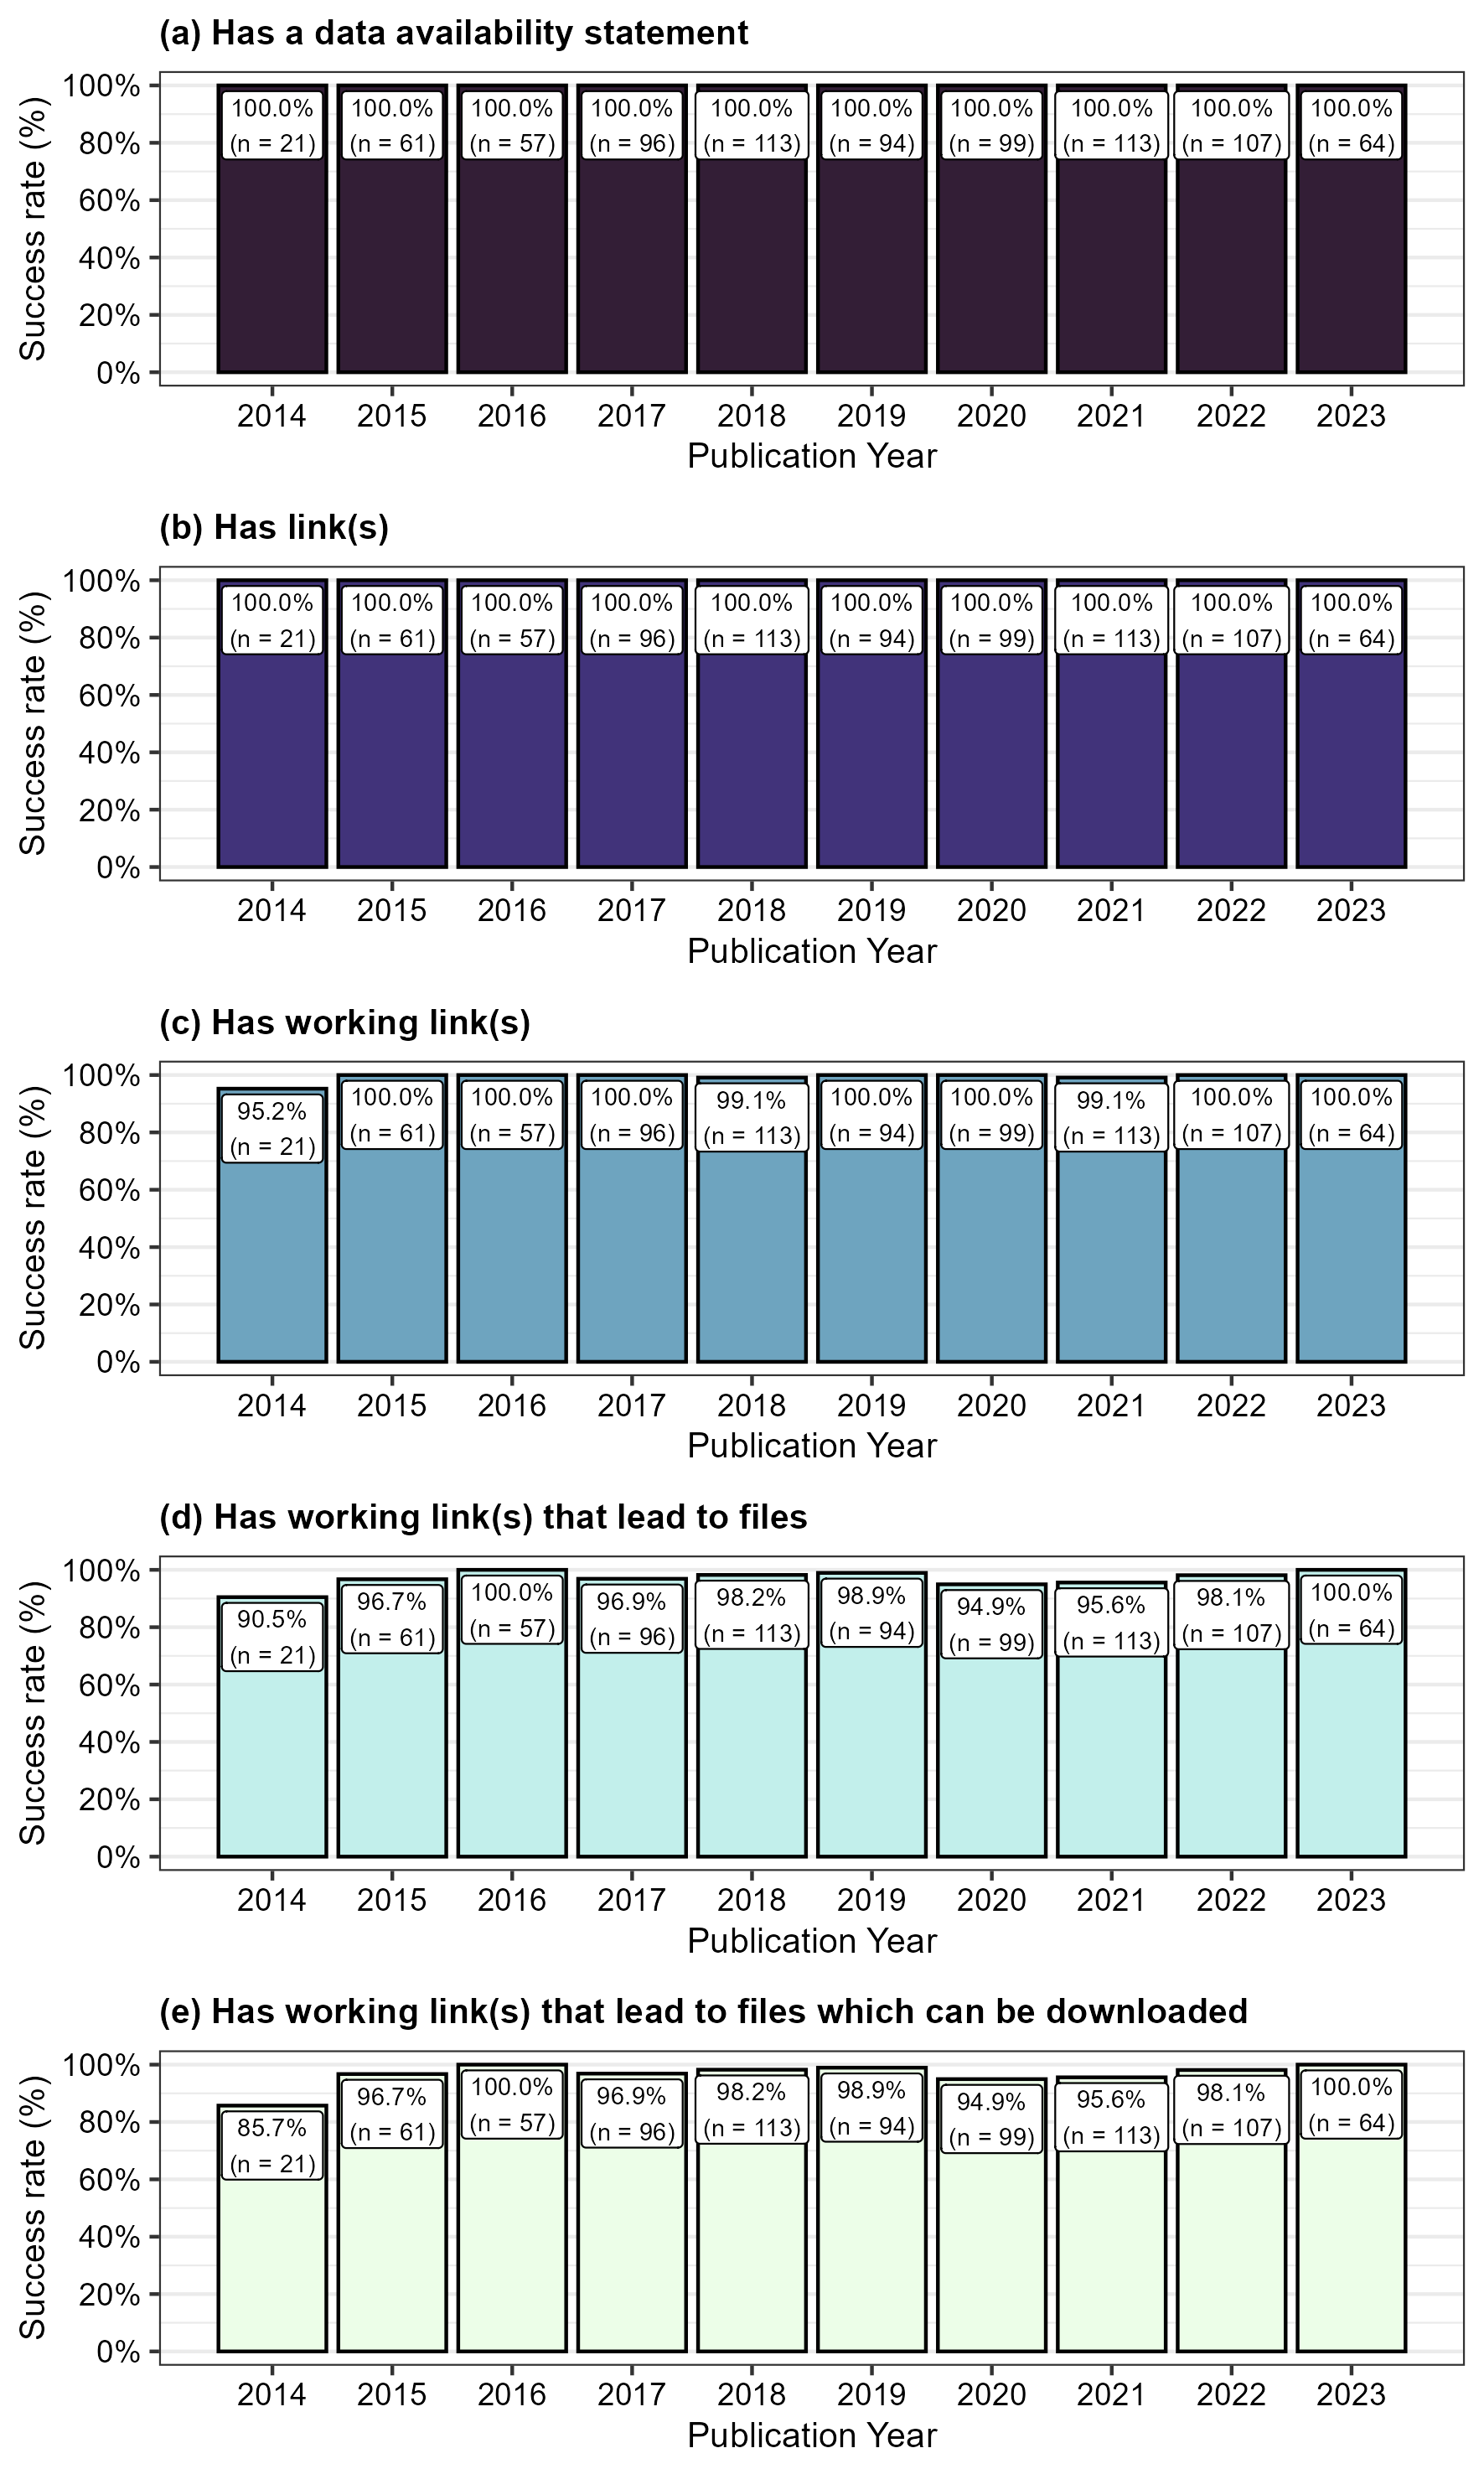 (a) Has a data availability statement
Success rate (%)
100%
80%
60%
40%
20%
0%
100.0% 100.0% 100.0% 100.0% 100.0% 100.0% 100.0% 100.0% 100.0% 100.0%
(n = 21) (n = 61) (n = 57) (n = 96) (n = 113) (n = 94) (n = 99) (n = 113) (n = 107) (n = 64)
2014 2015 2016 2017 2018 2019 2020 2021 2022 2023
Publication Year
(b) Has link(s)
Success rate (%)
100%
80%
60%
40%
20%
0%
100.0% 100.0% 100.0% 100.0% 100.0% 100.0% 100.0% 100.0% 100.0% 100.0%
(n = 21) (n = 61) (n = 57) (n = 96) (n = 113) (n = 94) (n = 99) (n = 113) (n = 107) (n = 64)
2014 2015 2016 2017 2018 2019 2020 2021 2022 2023
Publication Year
(c) Has working link(s)
Success rate (%)
100%
80%
60%
40%
20%
0%
95.2% 100.0% 100.0% 100.0% 99.1% 100.0% 100.0% 99.1% 100.0% 100.0%
(n = 21) (n = 61) (n = 57) (n = 96) (n = 113) (n = 94) (n = 99) (n = 113) (n = 107) (n = 64)
2014 2015 2016 2017 2018 2019 2020 2021 2022 2023
Publication Year
(d) Has working link(s) that lead to files
Success rate (%)
100%
80%
60%
40%
20%
0%
90.5% 96.7% 100.0% 96.9% 98.2% 98.9% 94.9% 95.6% 98.1% 100.0%
(n = 21) (n = 61) (n = 57) (n = 96) (n = 113) (n = 94) (n = 99) (n = 113) (n = 107) (n = 64)
2014 2015 2016 2017 2018 2019 2020 2021 2022 2023
Publication Year
(e) Has working link(s) that lead to files which can be downloaded
Success rate (%)
100%
80%
60%
40%
20%
0%
85.7% 96.7% 100.0% 96.9% 98.2% 98.9% 94.9% 95.6% 98.1% 100.0%
(n = 21) (n = 61) (n = 57) (n = 96) (n = 113) (n = 94) (n = 99) (n = 113) (n = 107) (n = 64)
2014 2015 2016 2017 2018 2019 2020 2021 2022 2023
Publication Year